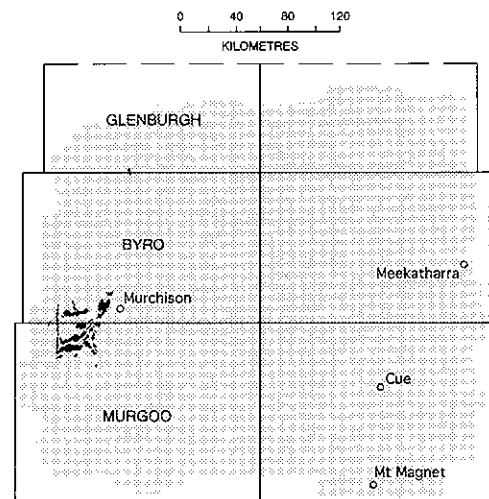 0 40 80 120
KILOMETRES
GLENBURGH
BYRO
Meekatharra
Murchison
Cue
MURGOO
Mt Magnet